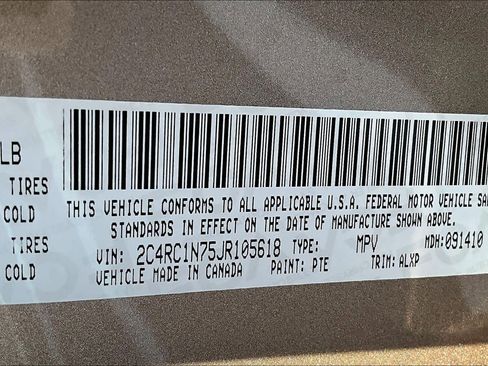 LB
TIRES
COLD
TIRES
COLD
THIS VEHICLE CONFORMS TO ALL APPLICABLE U.S.A. FEDERAL MOTOR VEHICLE SA
STANDARDS IN EFFECT ON THE DATE OF MANUFACTURE SHOWN ABOVE.
VIN: 2C4RC1N75JR105618 TYPE: MPV MDH: 091410
VEHICLE MADE IN CANADA PAINT: PTE TRIM: ALXP